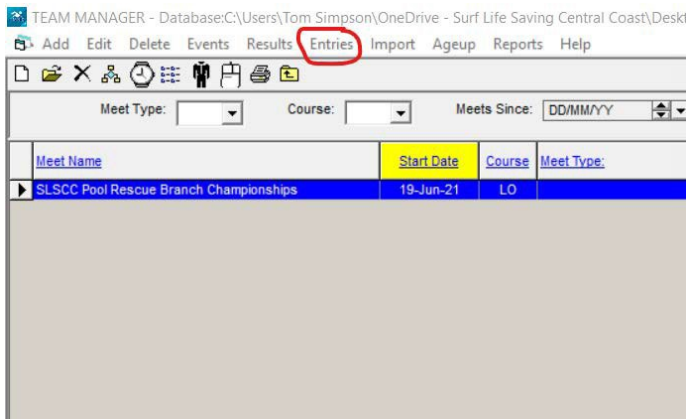 TEAM MANAGER - Database:C:\Users\Tom Simpson\OneDrive - Surf Life Saving Central Coast\Deskt
Add Edit Delete Events Results Entries Import Ageup Reports Help
Meet Type: Course: Meets Since: DD/MM/YY
Meet Name Start Date Course Meet Type:
SLSCC Pool Rescue Branch Championships 19-Jun-21 LO